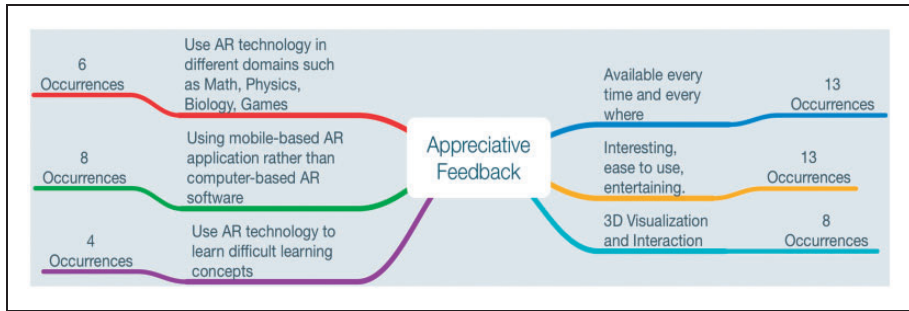 6
Occurrences
Use AR technology in
different domains such
as Math, Physics,
Biology, Games
8
Occurrences
Using mobile-based AR
application rather than
computer-based AR
software
4
Occurrences
Use AR technology to
learn difficult learning
concepts
Appreciative
Feedback
Available every
time and every
where
13
Occurrences
Interesting,
ease to use,
entertaining.
13
Occurrences
3D Visualization
and Interaction
8
Occurrences